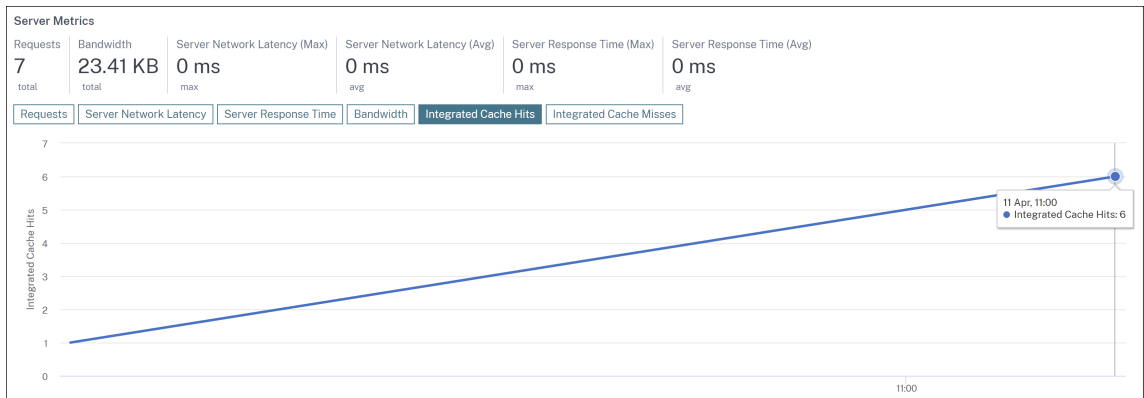 Server Metrics
Requests
7
total
Bandwidth
23.41 KB
total
Server Network Latency (Max)
0 ms
max
Server Network Latency (Avg)
0 ms
avg
Server Response Time (Max)
0 ms
max
Server Response Time (Avg)
0 ms
avg
Requests
Server Network Latency
Server Response Time
Bandwidth
Integrated Cache Hits
Integrated Cache Misses
Integrated Cache Hits
7
6
5
4
3
2
1
0
11 Apr, 11:00
Integrated Cache Hits: 6
11:00